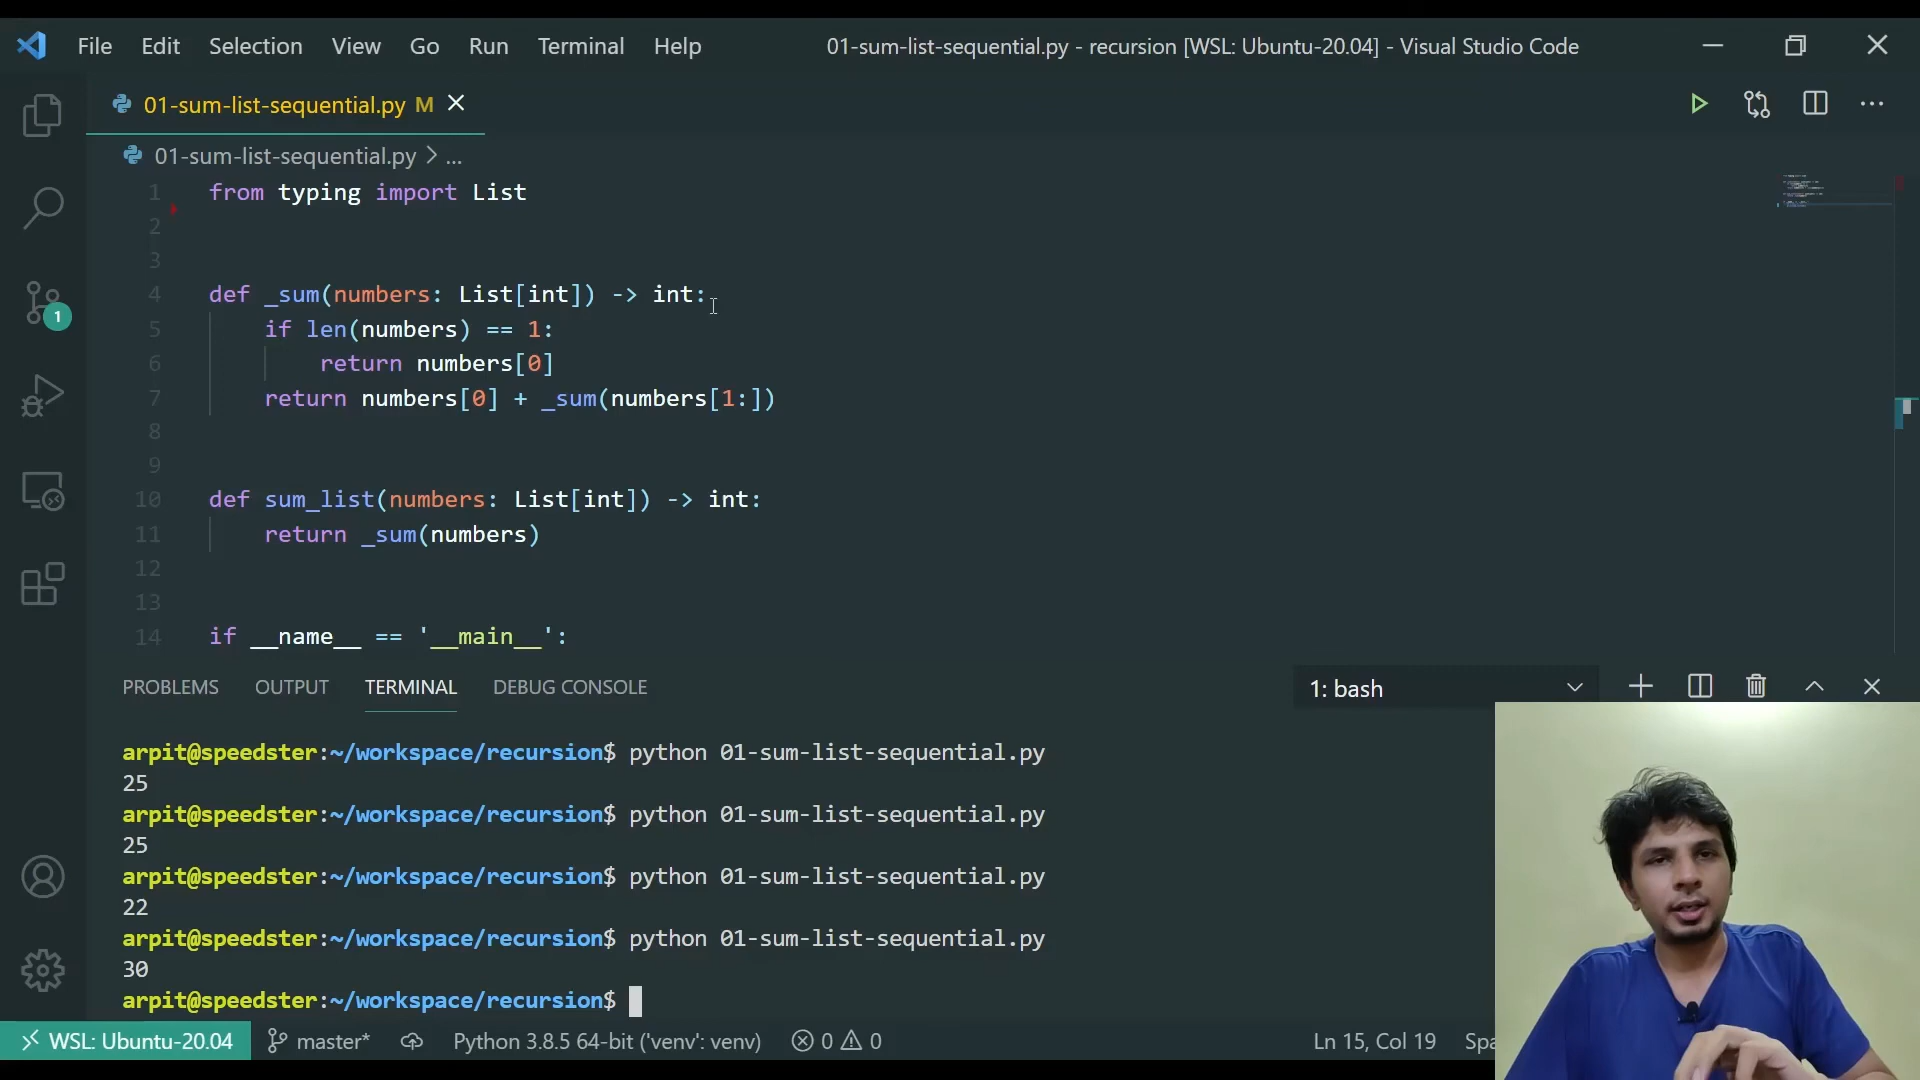 File Edit Selection View Go Run Terminal Help 01-sum-list-sequential.py - recursion [WSL: Ubuntu-20.04] - Visual Studio Code
01-sum-list-sequential.py M
01-sum-list-sequential.py > ...
1 from typing import List
2
3
4 def _sum(numbers: List[int]) -> int:
5 if len(numbers) == 1:
6 return numbers[0]
7 return numbers[0] + _sum(numbers[1:])
8
9
10 def sum_list(numbers: List[int]) -> int:
11 return _sum(numbers)
12
13
14 if __name__ == '__main__':
1
PROBLEMS OUTPUT TERMINAL DEBUG CONSOLE 1: bash
arpit@speedster:~/workspace/recursion$ python 01-sum-list-sequential.py
25
arpit@speedster:~/workspace/recursion$ python 01-sum-list-sequential.py
25
arpit@speedster:~/workspace/recursion$ python 01-sum-list-sequential.py
22
arpit@speedster:~/workspace/recursion$ python 01-sum-list-sequential.py
30
arpit@speedster:~/workspace/recursion$
WSL: Ubuntu-20.04 master* Python 3.8.5 64-bit ('venv': venv) 0 0 Ln 15, Col 19 Spa